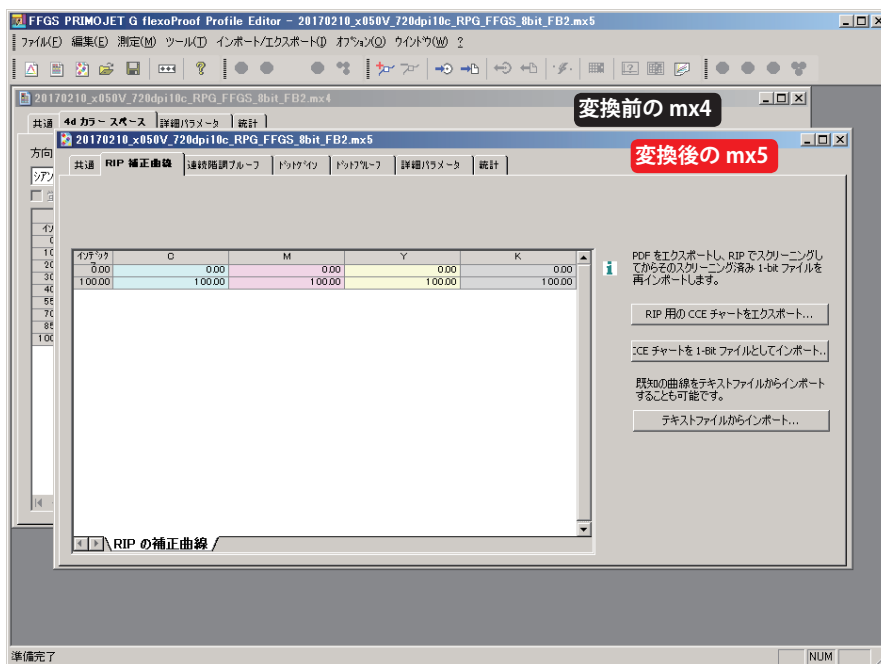 FFGS PRIMOJET G flexoProof Profile Editor - 20170210_x050V_720dpi10c_RPG_FFGS_8bit_FB2.mx5
ファイル(F) 編集(E) 測定(M) ツール(T) インポート/エクスポート(I) オプション(O) ウインドウ(W) ?
20170210_x050V_720dpi10c_RPG_FFGS_8bit_FB2.mx4
変換前の mx4
共通 4d カラー スペース 詳細パラメータ 統計
20170210_x050V_720dpi10c_RPG_FFGS_8bit_FB2.mx5
変換後の mx5
方向
シアン
共通 RIP 補正曲線 連続階調プルーフ ドットゲイン ドットプルーフ 詳細パラメータ 統計
インデックス C M Y K
0.00 0.00 0.00 0.00 0.00
100.00 100.00 100.00 100.00 100.00
PDF をエクスポートし、RIP でスクリーニングし
てからそのスクリーニング済み 1-bit ファイルを
再インポートします。
RIP 用の CCE チャートをエクスポート...
CCE チャートを 1-Bit ファイルとしてインポート..
既知の曲線をテキストファイルからインポート
することも可能です。
テキストファイルからインポート...
RIP の補正曲線
準備完了 NUM